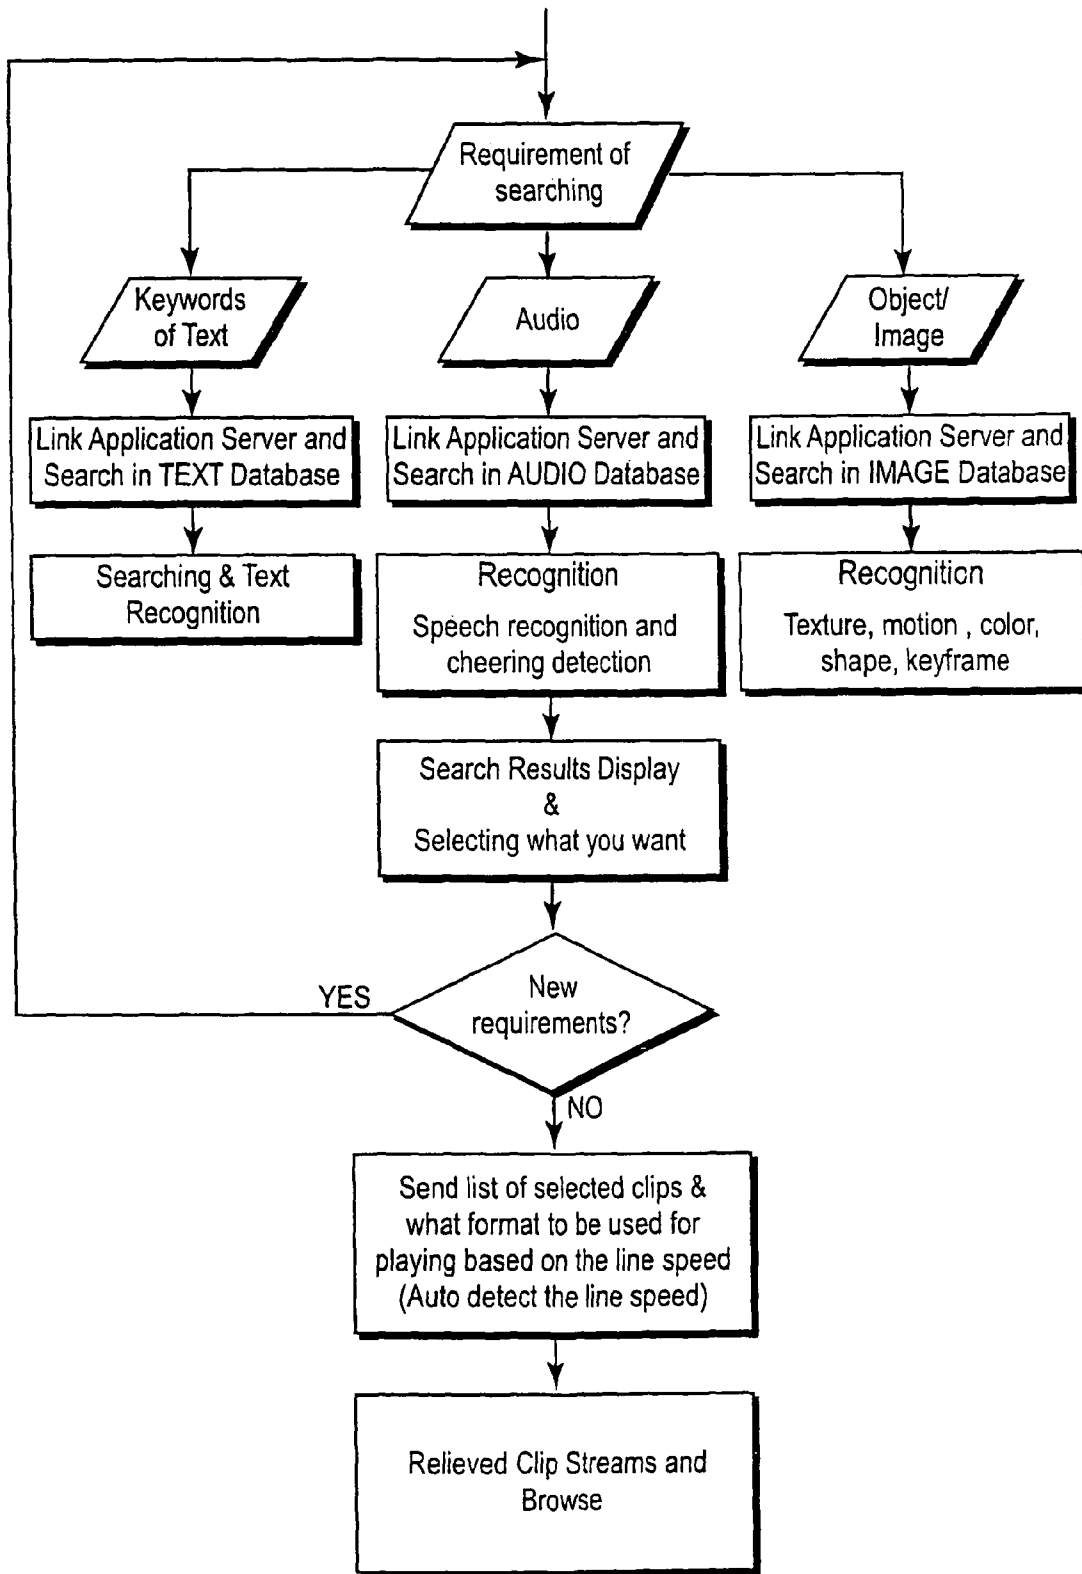 Requirement of
searching
Keywords
of Text
Audio
Object/
Image
Link Application Server and
Search in TEXT Database
Link Application Server and
Search in AUDIO Database
Link Application Server and
Search in IMAGE Database
Searching & Text
Recognition
Recognition
Speech recognition and
cheering detection
Recognition
Texture, motion , color,
shape, keyframe
Search Results Display
&
Selecting what you want
YES
New
requirements?
NO
Send list of selected clips &
what format to be used for
playing based on the line speed
(Auto detect the line speed)
Relieved Clip Streams and
Browse